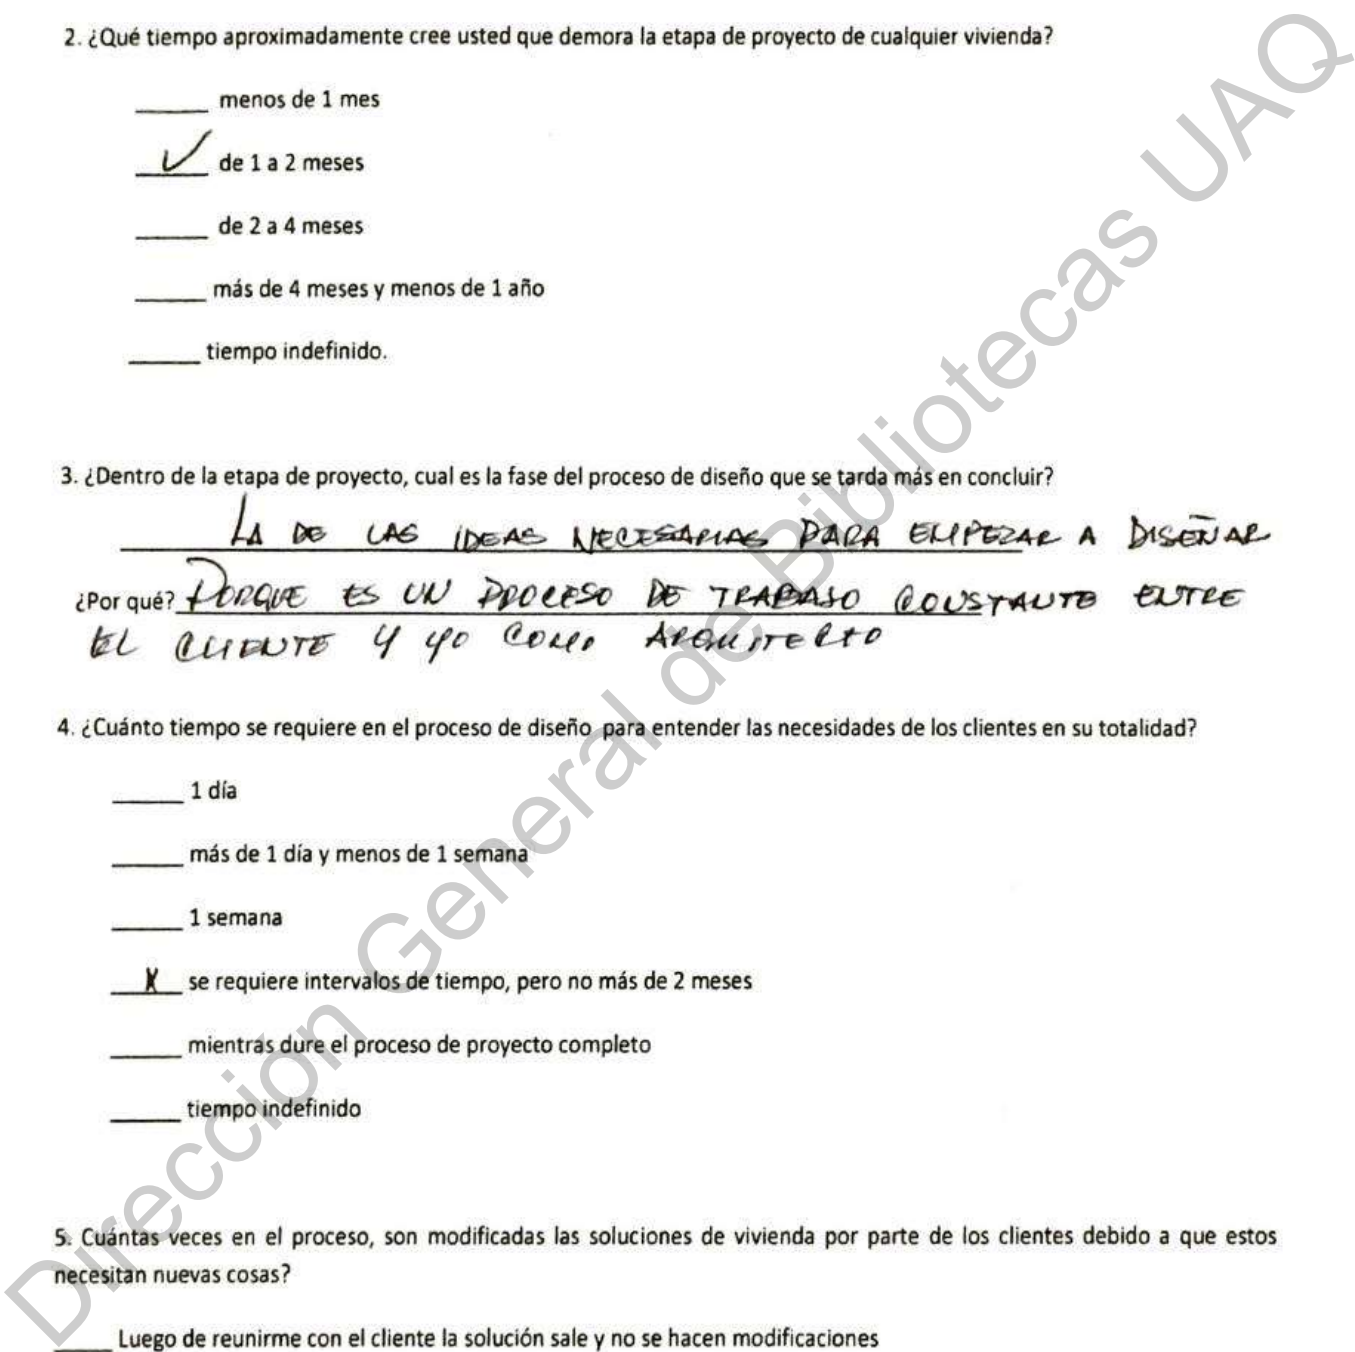 2. ¿Qué tiempo aproximadamente cree usted que demora la etapa de proyecto de cualquier vivienda?
______ menos de 1 mes
___✓___ de 1 a 2 meses
______ de 2 a 4 meses
______ más de 4 meses y menos de 1 año
______ tiempo indefinido.
3. ¿Dentro de la etapa de proyecto, cual es la fase del proceso de diseño que se tarda más en concluir?
LA DE LAS IDEAS NECESARIAS PARA EMPEZAR A DISEÑAR
¿Por qué? PORQUE ES UN PROCESO DE TRABAJO CONSTANTE ENTRE
EL CLIENTE Y YO COMO ARQUITECTO
4. ¿Cuánto tiempo se requiere en el proceso de diseño para entender las necesidades de los clientes en su totalidad?
______ 1 día
______ más de 1 día y menos de 1 semana
______ 1 semana
___X___ se requiere intervalos de tiempo, pero no más de 2 meses
______ mientras dure el proceso de proyecto completo
______ tiempo indefinido
5. Cuántas veces en el proceso, son modificadas las soluciones de vivienda por parte de los clientes debido a que estos
necesitan nuevas cosas?
_____ Luego de reunirme con el cliente la solución sale y no se hacen modificaciones
Dirección General de Bibliotecas UAQ